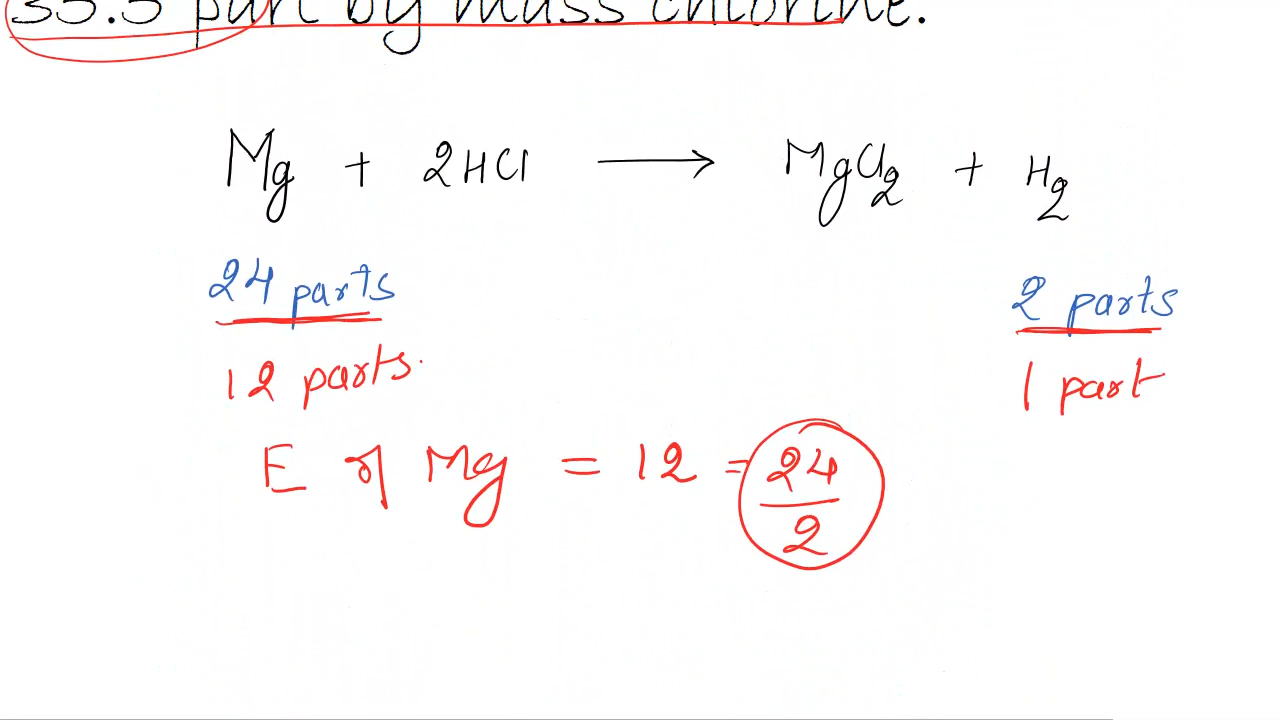 35.5 part by mass chlorine.
Mg + 2HCl ⟶ MgCl₂ + H₂
24 parts 2 parts
12 parts. 1 part
E of Mg = 12 = 24/2